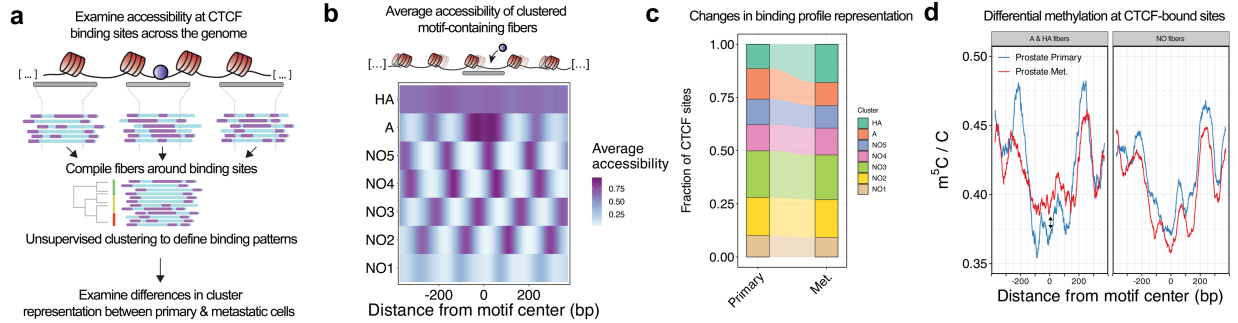 a
Examine accessibility at CTCF
binding sites across the genome
[ ... ]
[ ... ]
Compile fibers around binding sites
Unsupervised clustering to define binding patterns
Examine differences in cluster
representation between primary & metastatic cells
b
Average accessibility of clustered
motif-containing fibers
[...]
[...]
HA
A
NO5
NO4
NO3
NO2
NO1
-200
0
200
Distance from motif center (bp)
Average
accessibility
0.75
0.50
0.25
c
Changes in binding profile representation
Fraction of CTCF sites
1.00
0.75
0.50
0.25
0.00
Primary
Met.
Cluster
HA
A
NO5
NO4
NO3
NO2
NO1
d
Differential methylation at CTCF-bound sites
A & HA fibers
NO fibers
Prostate Primary
Prostate Met.
m⁵C / C
0.50
0.45
0.40
0.35
-200
0
200
-200
0
200
Distance from motif center (bp)